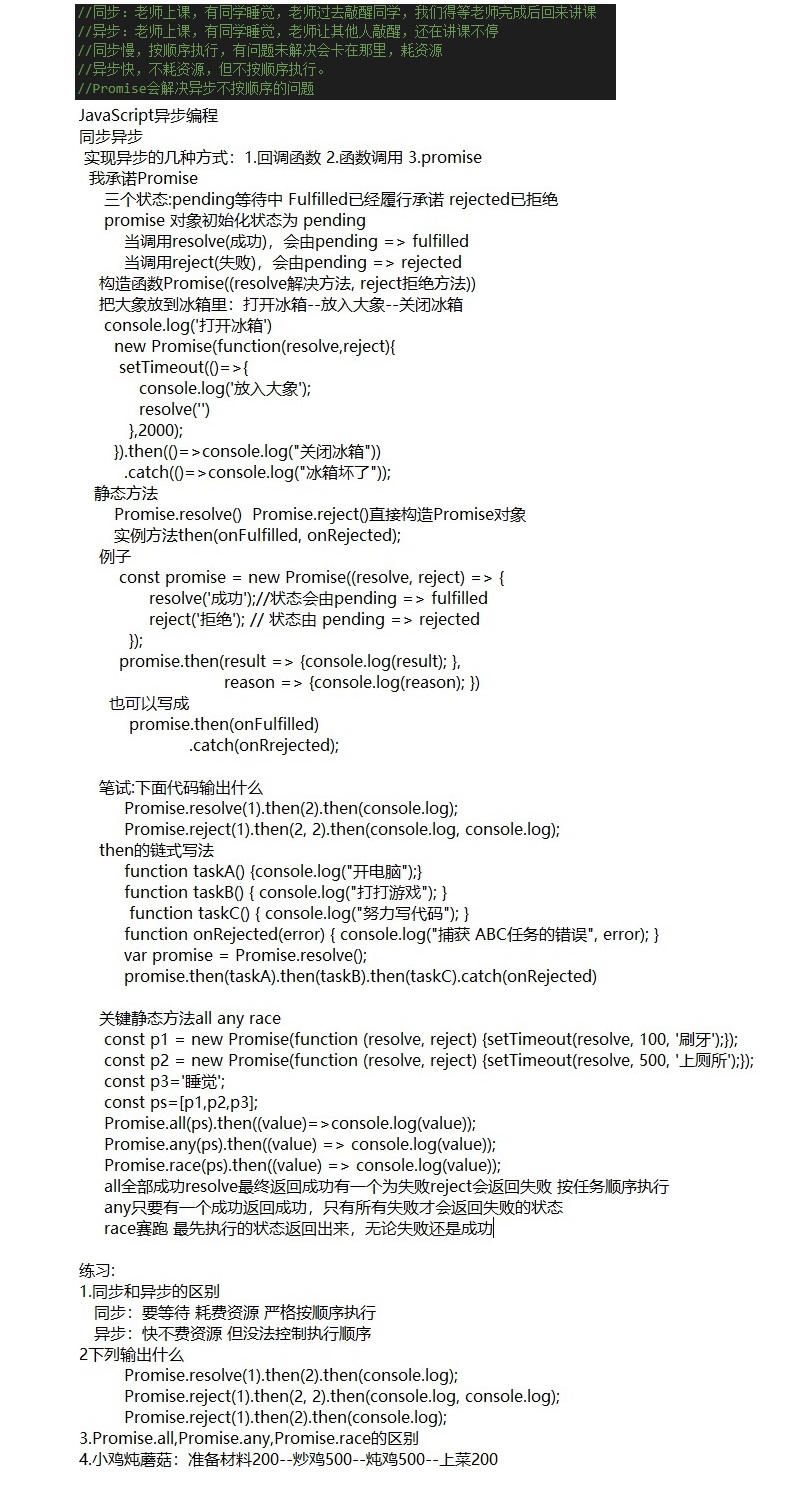 //同步：老师上课，有同学睡觉，老师过去敲醒同学，我们得等老师完成后回来讲课
//异步：老师上课，有同学睡觉，老师让其他人敲醒，还在讲课不停
//同步慢，按顺序执行，有问题未解决会卡在那里，耗资源
//异步快，不耗资源，但不按顺序执行。
//Promise会解决异步不按顺序的问题
JavaScript异步编程
同步异步
实现异步的几种方式：1.回调函数 2.函数调用 3.promise
我承诺Promise
三个状态:pending等待中 Fulfilled已经履行承诺 rejected已拒绝
promise 对象初始化状态为 pending
当调用resolve(成功)，会由pending => fulfilled
当调用reject(失败)，会由pending => rejected
构造函数Promise((resolve解决方法, reject拒绝方法))
把大象放到冰箱里：打开冰箱--放入大象--关闭冰箱
console.log('打开冰箱')
new Promise(function(resolve,reject){
setTimeout(()=>{
console.log('放入大象');
resolve('')
},2000);
}).then(()=>console.log("关闭冰箱"))
.catch(()=>console.log("冰箱坏了"));
静态方法
Promise.resolve()  Promise.reject()直接构造Promise对象
实例方法then(onFulfilled, onRejected);
例子
const promise = new Promise((resolve, reject) => {
resolve('成功');//状态会由pending => fulfilled
reject('拒绝'); // 状态由 pending => rejected
});
promise.then(result => {console.log(result); },
reason => {console.log(reason); })
也可以写成
promise.then(onFulfilled)
.catch(onRrejected);
笔试:下面代码输出什么
Promise.resolve(1).then(2).then(console.log);
Promise.reject(1).then(2, 2).then(console.log, console.log);
then的链式写法
function taskA() {console.log("开电脑";)}
function taskB() { console.log("打打游戏"); }
function taskC() { console.log("努力写代码"); }
function onRejected(error) { console.log("捕获 ABC任务的错误", error); }
var promise = Promise.resolve();
promise.then(taskA).then(taskB).then(taskC).catch(onRejected)
关键静态方法all any race
const p1 = new Promise(function (resolve, reject) {setTimeout(resolve, 100, '刷牙');});
const p2 = new Promise(function (resolve, reject) {setTimeout(resolve, 500, '上厕所');});
const p3='睡觉';
const ps=[p1,p2,p3];
Promise.all(ps).then((value)=>console.log(value));
Promise.any(ps).then((value) => console.log(value));
Promise.race(ps).then((value) => console.log(value));
all全部成功resolve最终返回成功有一个为失败reject会返回失败 按任务顺序执行
any只要有一个成功返回成功，只有所有失败才会返回失败的状态
race赛跑 最先执行的状态返回出来，无论失败还是成功
练习:
1.同步和异步的区别
同步：要等待 耗费资源 严格按顺序执行
异步：快不费资源 但没法控制执行顺序
2下列输出什么
Promise.resolve(1).then(2).then(console.log);
Promise.reject(1).then(2, 2).then(console.log, console.log);
Promise.reject(1).then(2).then(console.log);
3.Promise.all,Promise.any,Promise.race的区别
4.小鸡炖蘑菇：准备材料200--炒鸡500--炖鸡500--上菜200